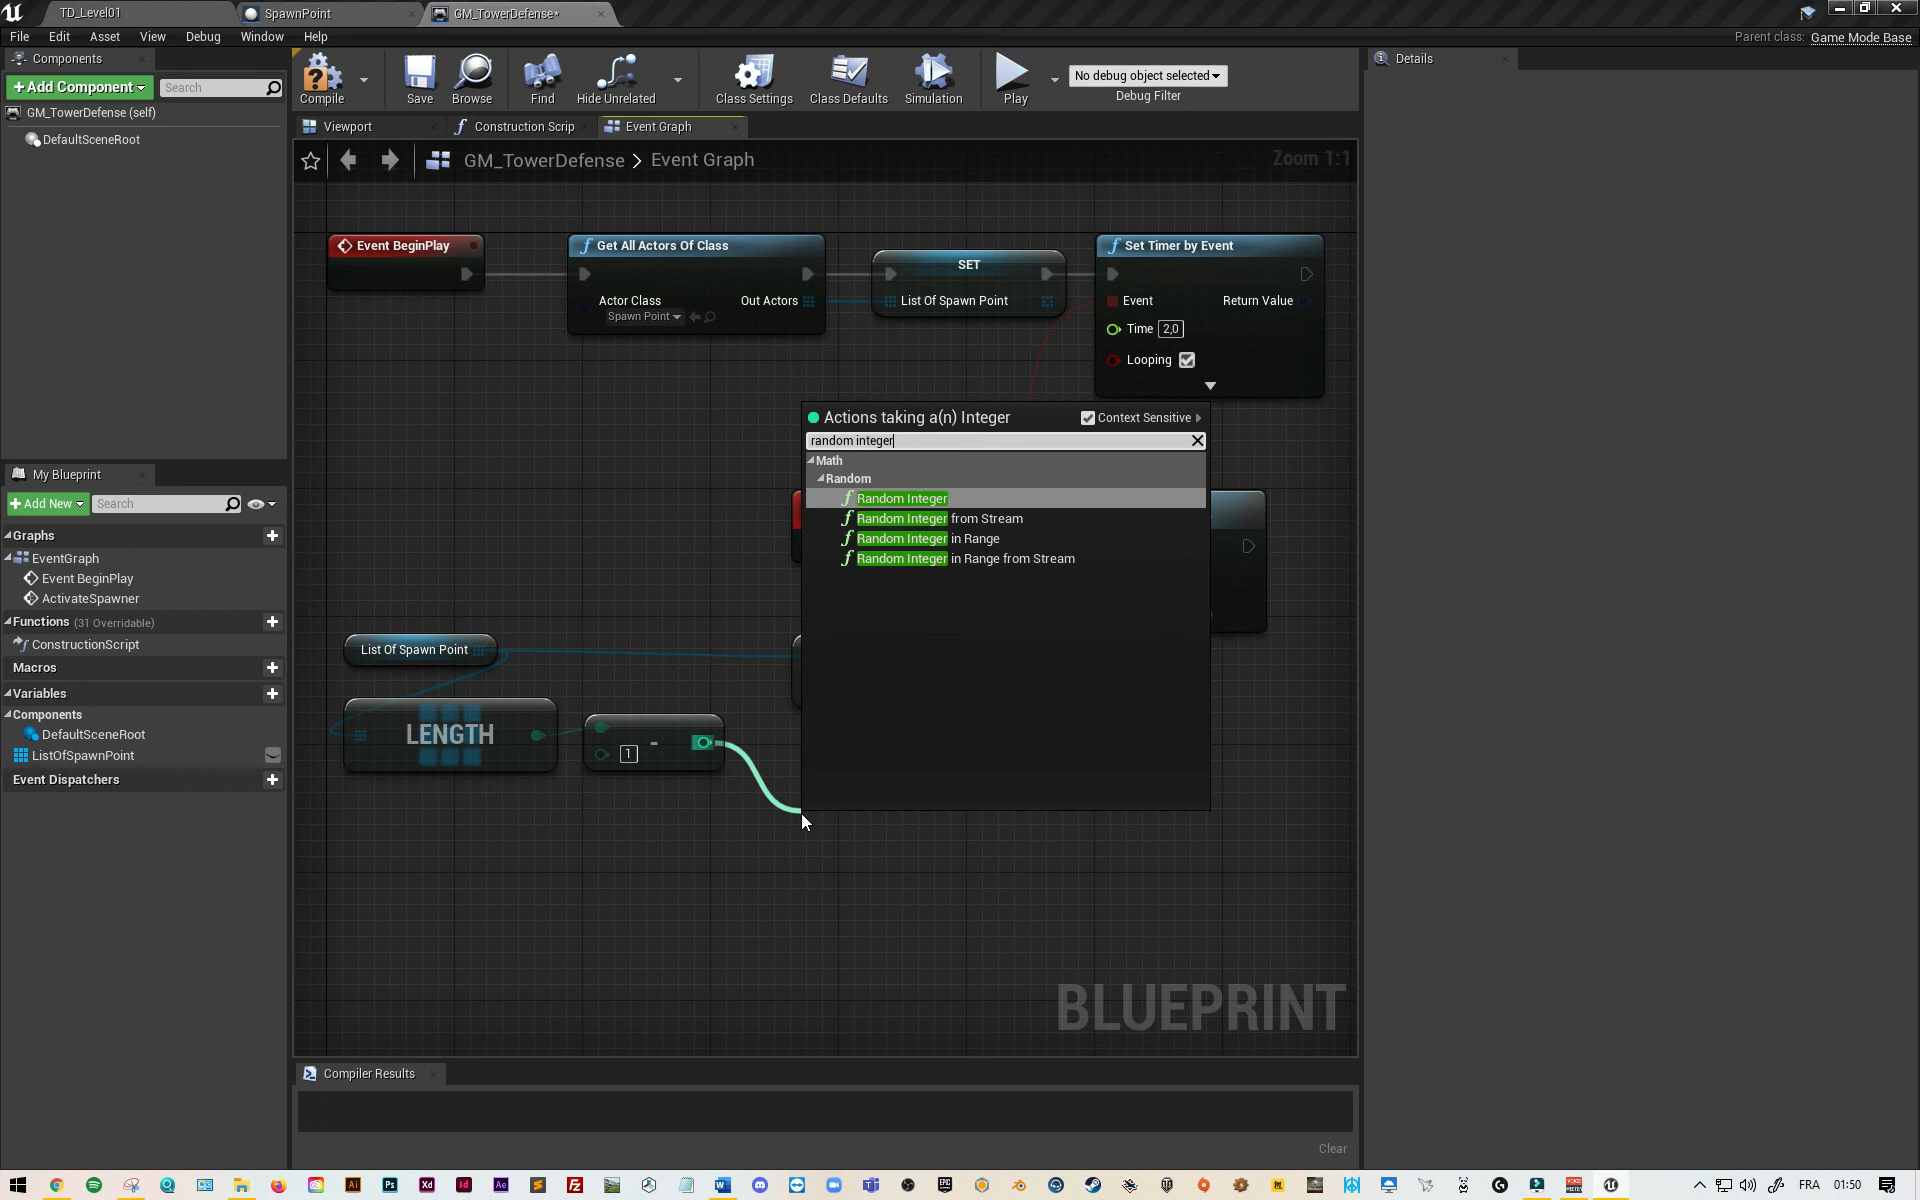 TD_Level01
SpawnPoint
GM_TowerDefense*
File Edit Asset View Debug Window Help
Parent class: Game Mode Base
Components
+Add Component
Search
GM_TowerDefense (self)
DefaultSceneRoot
Compile
Save
Browse
Find
Hide Unrelated
Class Settings
Class Defaults
Simulation
Play
No debug object selected
Debug Filter
Details
Viewport
Construction Scrip
Event Graph
GM_TowerDefense > Event Graph
Zoom 1:1
Event BeginPlay
Get All Actors Of Class
Actor Class
Spawn Point
Out Actors
SET
List Of Spawn Point
Set Timer by Event
Event
Return Value
Time 2,0
Looping
Actions taking a(n) Integer
Context Sensitive
random integer
Math
Random
Random Integer
Random Integer from Stream
Random Integer in Range
Random Integer in Range from Stream
List Of Spawn Point
LENGTH
1
-
BLUEPRINT
My Blueprint
+Add New
Search
Graphs
EventGraph
Event BeginPlay
ActivateSpawner
Functions (31 Overridable)
ConstructionScript
Macros
Variables
Components
DefaultSceneRoot
ListOfSpawnPoint
Event Dispatchers
Compiler Results
Clear
FRA
01:50